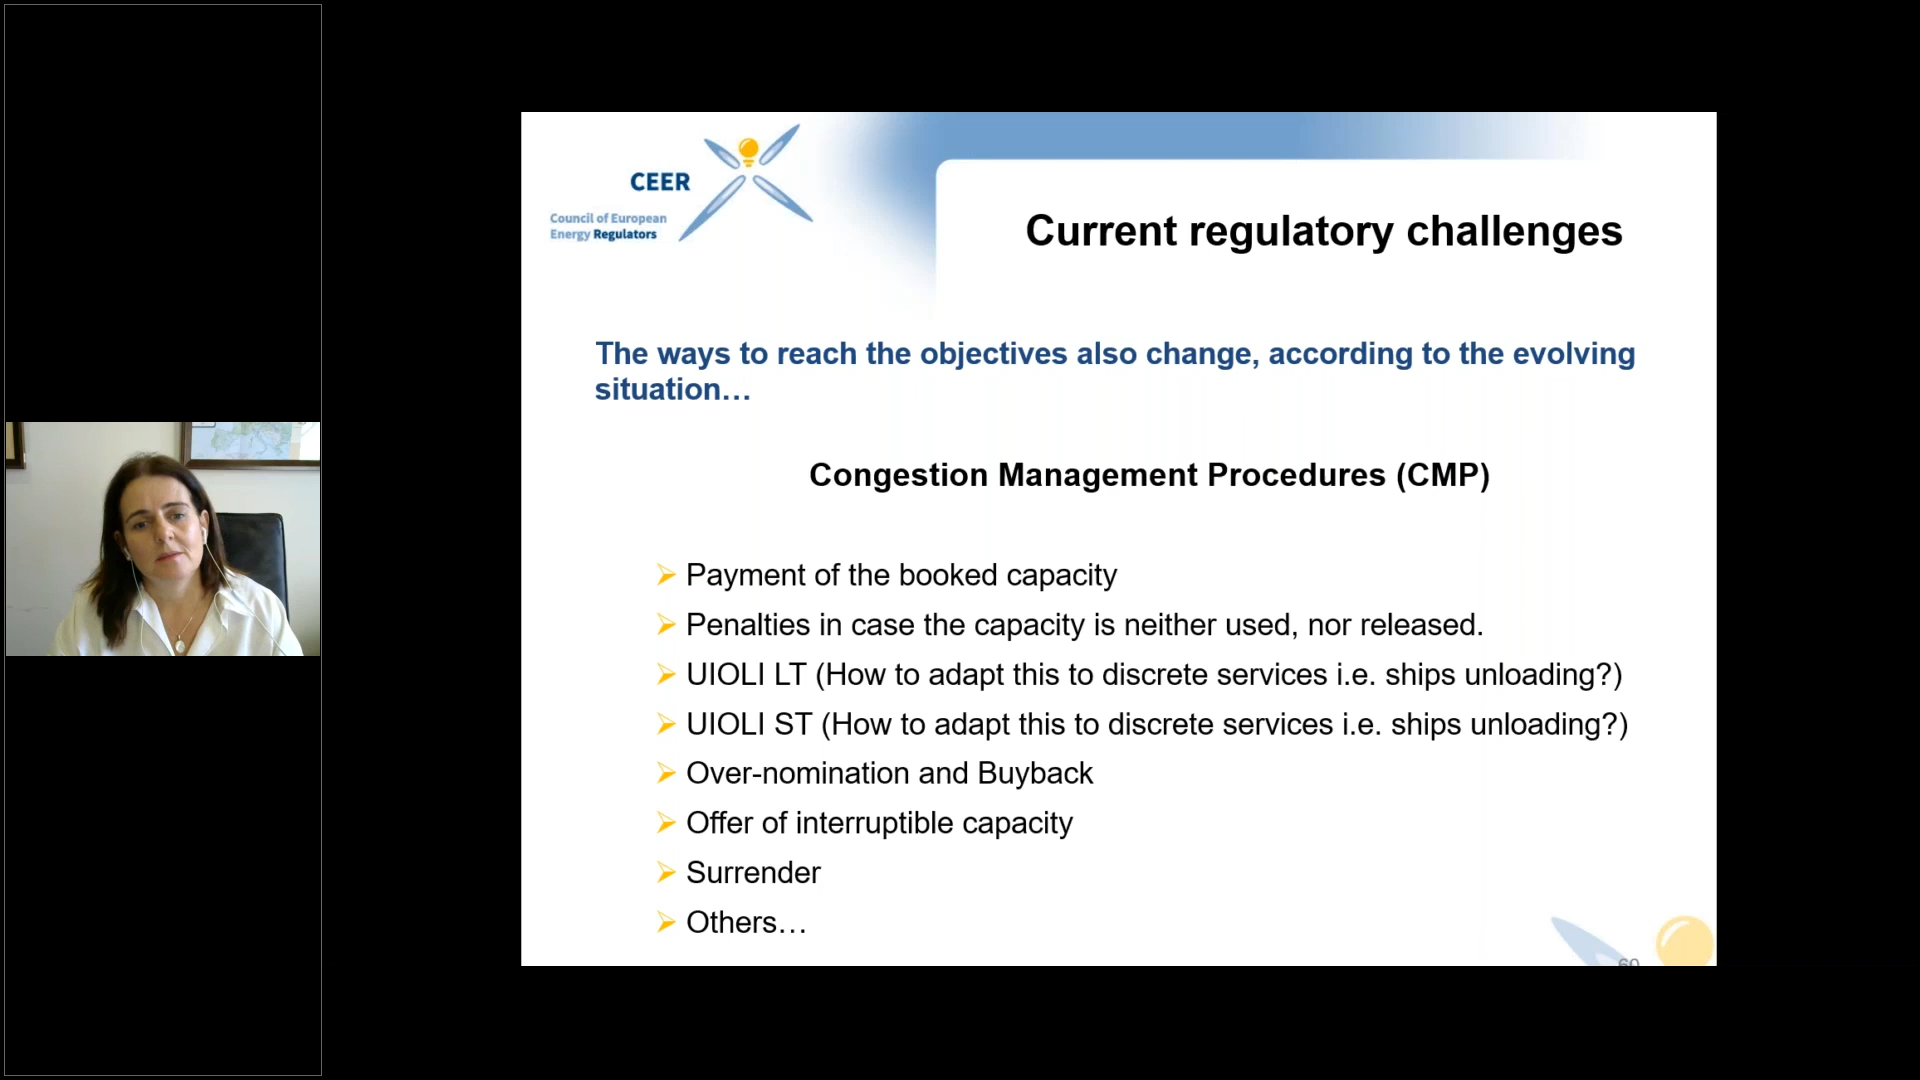 CEER
Council of European
Energy Regulators
Current regulatory challenges
The ways to reach the objectives also change, according to the evolving
situation…
Congestion Management Procedures (CMP)
Payment of the booked capacity
Penalties in case the capacity is neither used, nor released.
UIOLI LT (How to adapt this to discrete services i.e. ships unloading?)
UIOLI ST (How to adapt this to discrete services i.e. ships unloading?)
Over-nomination and Buyback
Offer of interruptible capacity
Surrender
Others…